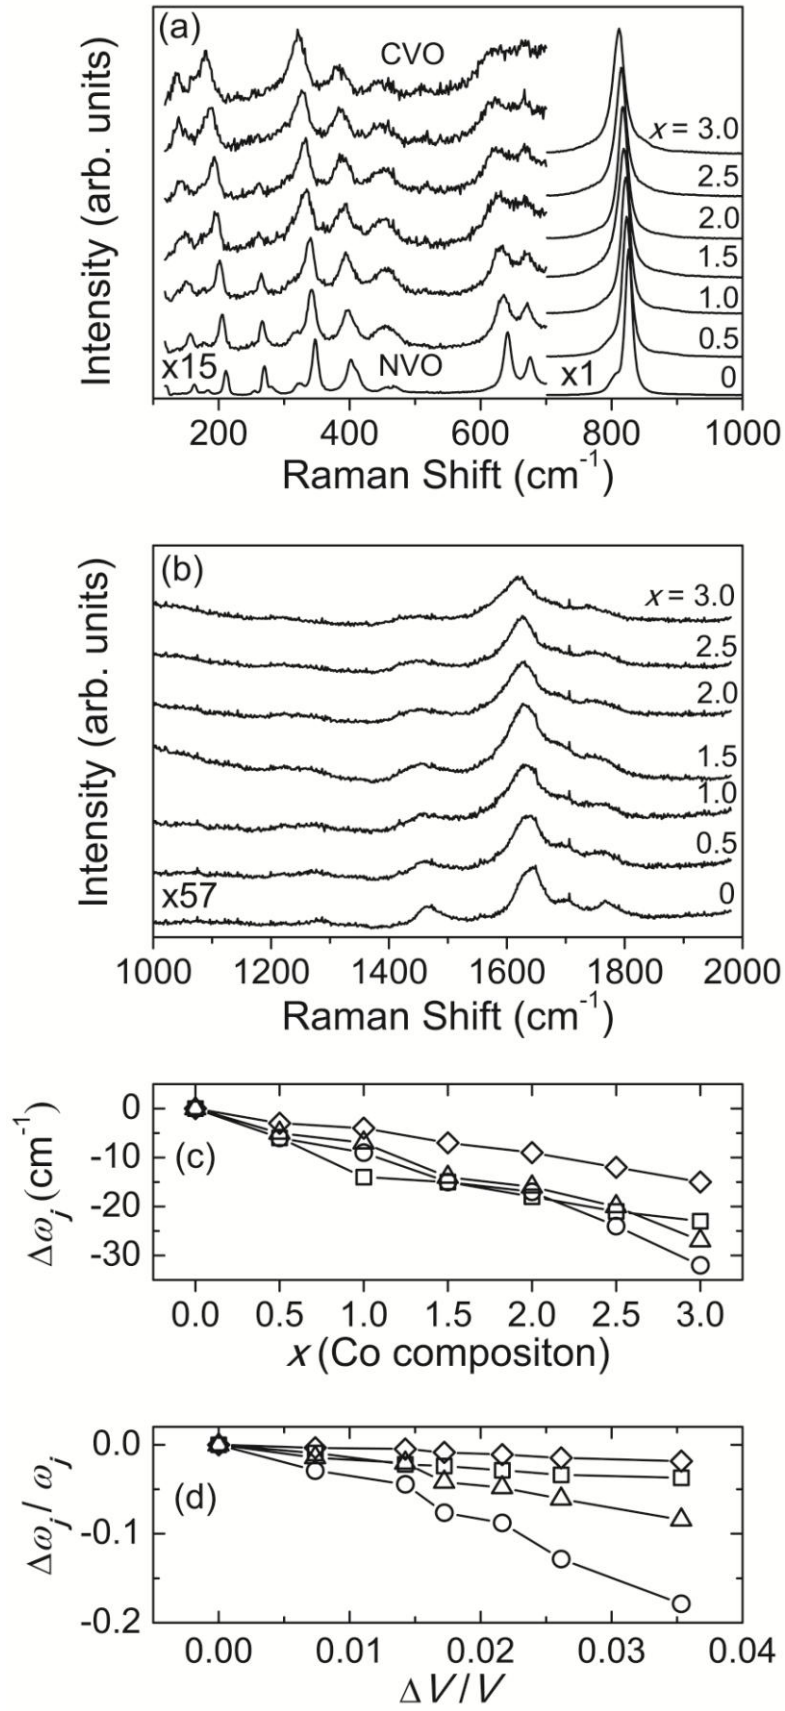 (a)
CVO
x = 3.0
2.5
2.0
1.5
1.0
0.5
x15
NVO
x1
0
Intensity (arb. units)
200 400 600 800 1000
Raman Shift (cm⁻¹)
(b)
x = 3.0
2.5
2.0
1.5
1.0
0.5
x57
0
Intensity (arb. units)
1000 1200 1400 1600 1800 2000
Raman Shift (cm⁻¹)
0
-10
-20
-30
(c)
Δωj (cm⁻¹)
0.0 0.5 1.0 1.5 2.0 2.5 3.0
x (Co compositon)
0.0
-0.1
-0.2
(d)
Δωj / ωj
0.00 0.01 0.02 0.03 0.04
ΔV/V